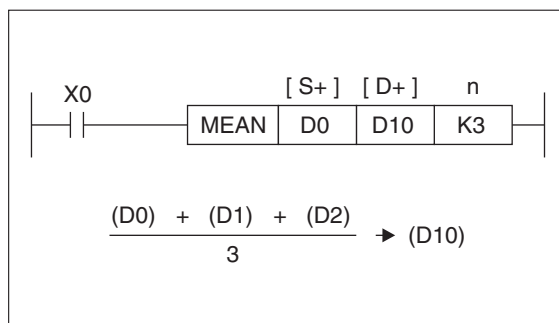 [ S+ ] [ D+ ] n
X0
MEAN D0 D10 K3
(D0) + (D1) + (D2)
3
(D10)